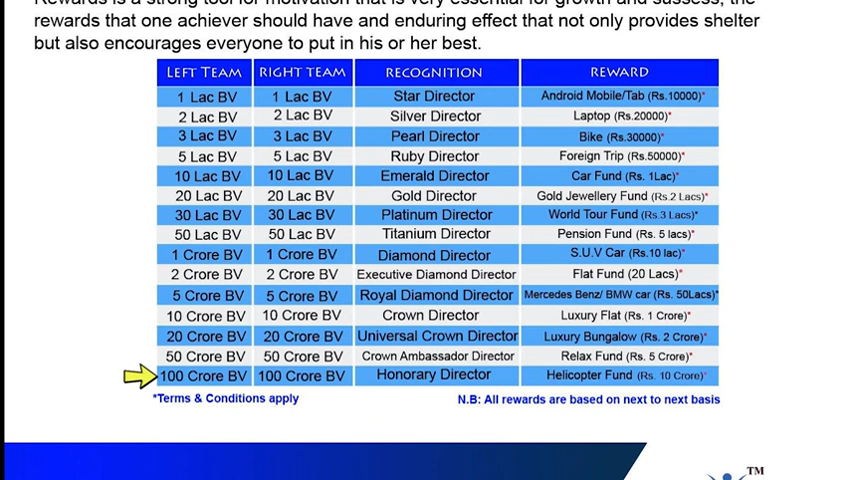 Rewards is a strong tool for motivation that is very essential for growth and sussess, the
rewards that one achiever should have and enduring effect that not only provides shelter
but also encourages everyone to put in his or her best.
LEFT TEAM RIGHT TEAM RECOGNITION REWARD
1 Lac BV 1 Lac BV Star Director Android Mobile/Tab (Rs.10000)*
2 Lac BV 2 Lac BV Silver Director Laptop (Rs.20000)*
3 Lac BV 3 Lac BV Pearl Director Bike (Rs.30000)*
5 Lac BV 5 Lac BV Ruby Director Foreign Trip (Rs.50000)*
10 Lac BV 10 Lac BV Emerald Director Car Fund (Rs. 1Lac)*
20 Lac BV 20 Lac BV Gold Director Gold Jewellery Fund (Rs.2 Lacs)*
30 Lac BV 30 Lac BV Platinum Director World Tour Fund (Rs.3 Lacs)*
50 Lac BV 50 Lac BV Titanium Director Pension Fund (Rs. 5 lacs)*
1 Crore BV 1 Crore BV Diamond Director S.U.V Car (Rs.10 lac)*
2 Crore BV 2 Crore BV Executive Diamond Director Flat Fund (20 Lacs)*
5 Crore BV 5 Crore BV Royal Diamond Director Mercedes Benz/ BMW car (Rs. 50Lacs)*
10 Crore BV 10 Crore BV Crown Director Luxury Flat (Rs. 1 Crore)*
20 Crore BV 20 Crore BV Universal Crown Director Luxury Bungalow (Rs. 2 Crore)*
50 Crore BV 50 Crore BV Crown Ambassador Director Relax Fund (Rs. 5 Crore)*
100 Crore BV 100 Crore BV Honorary Director Helicopter Fund (Rs. 10 Crore)*
*Terms & Conditions apply N.B: All rewards are based on next to next basis
TM